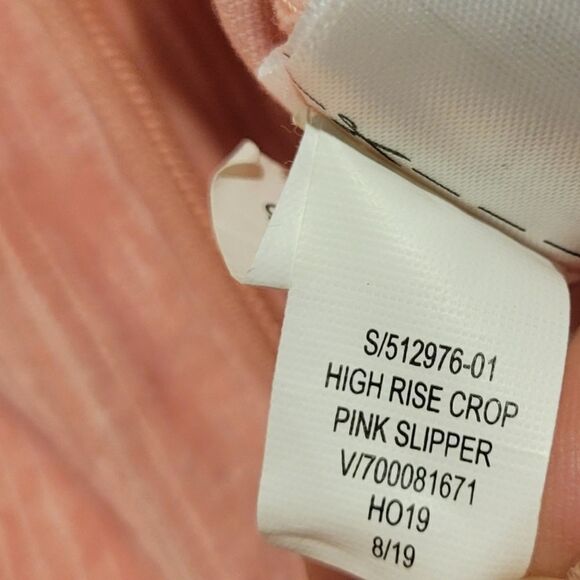 S/512976-01
HIGH RISE CROP
PINK SLIPPER
V/700081671
HO19
8/19